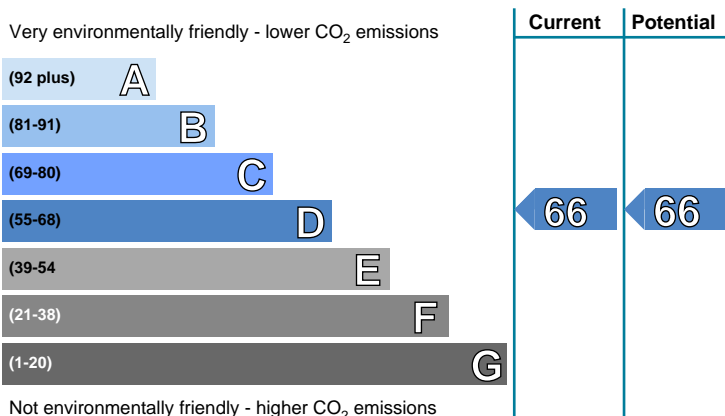 Current Potential
Very environmentally friendly - lower CO2 emissions
(92 plus) A
(81-91) B
(69-80) C
(55-68) D 66 66
(39-54 E
(21-38) F
(1-20) G
Not environmentally friendly - higher CO2 emissions